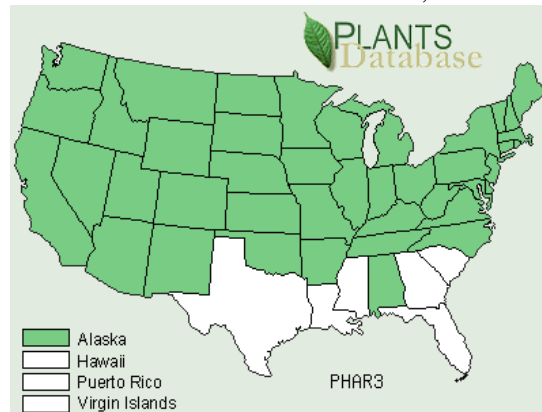 PLANTS
Database
Alaska
Hawaii
Puerto Rico
Virgin Islands
PHAR3